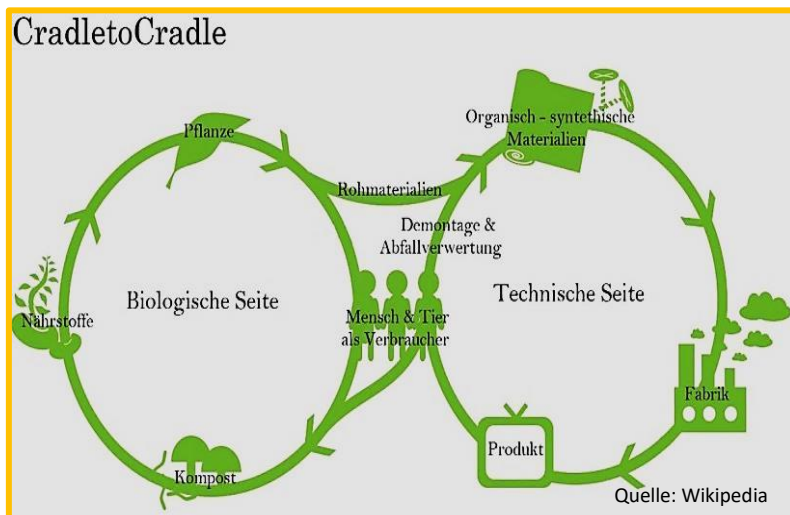 CradletoCradle
Pflanze
Organisch - syntethische
Materialien
Rohmaterialien
Demontage &
Abfallverwertung
Biologische Seite
Technische Seite
Nährstoffe
Mensch & Tier
als Verbraucher
Fabrik
Produkt
Kompost
Quelle: Wikipedia